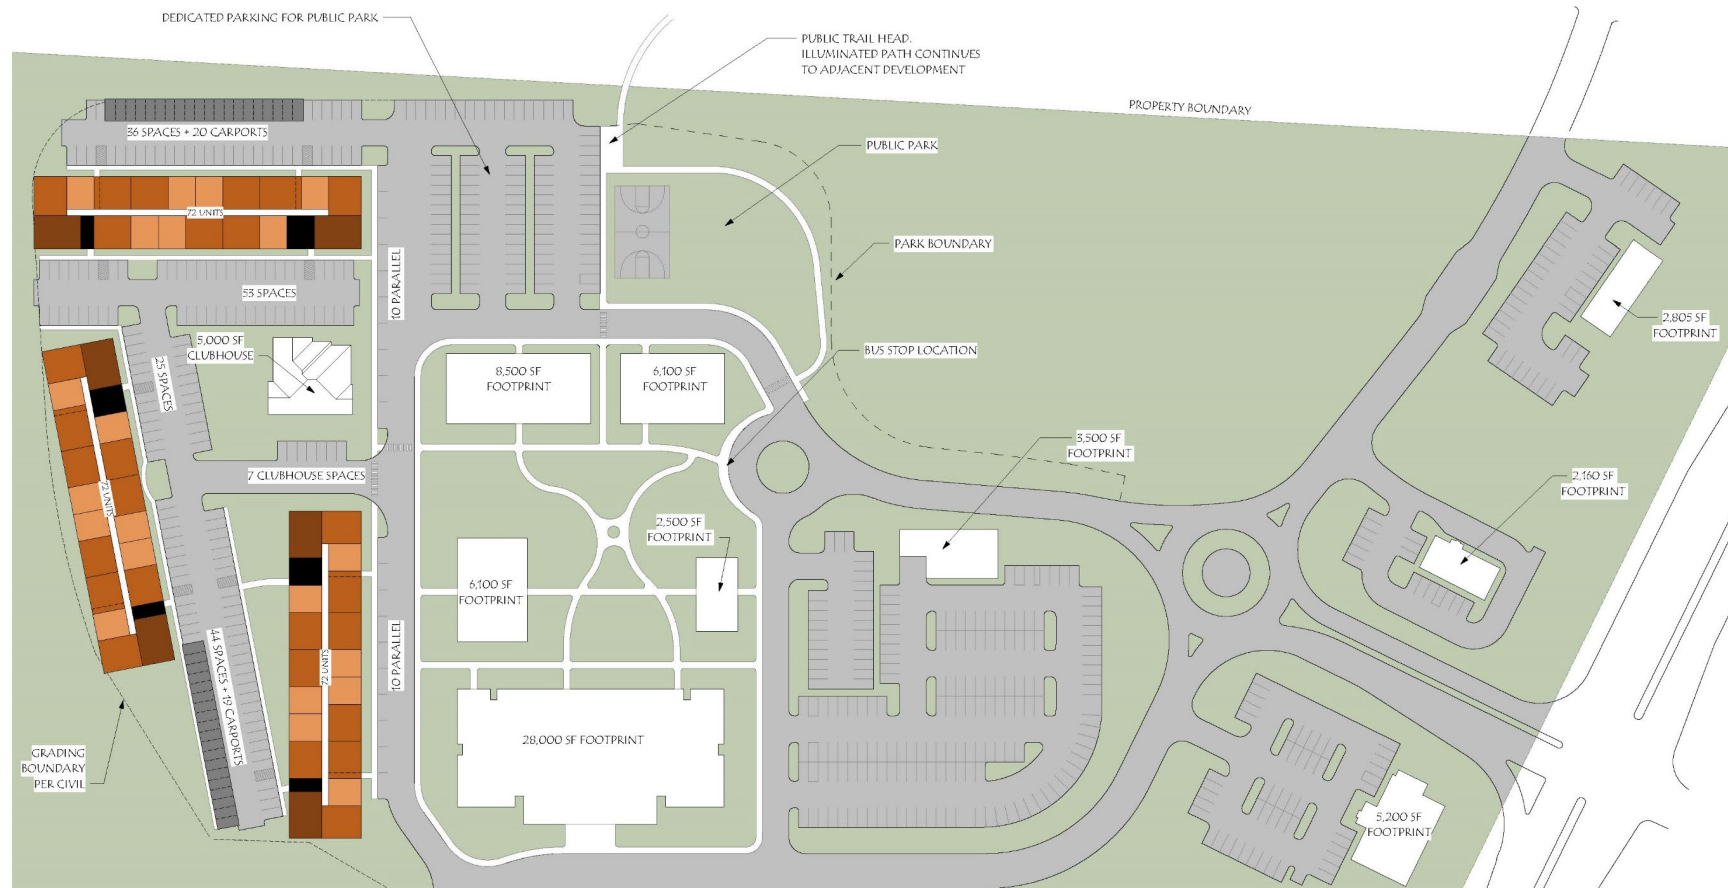 DEDICATED PARKING FOR PUBLIC PARK
PUBLIC TRAIL HEAD.
ILLUMINATED PATH CONTINUES
TO ADJACENT DEVELOPMENT
PROPERTY BOUNDARY
36 SPACES + 20 CARPORTS
PUBLIC PARK
72 UNITS
PARK BOUNDARY
10 PARALLEL
53 SPACES
2,805 SF
FOOTPRINT
5,000 SF
CLUBHOUSE
BUS STOP LOCATION
25 SPACES
8,500 SF
FOOTPRINT
6,100 SF
FOOTPRINT
3,500 SF
FOOTPRINT
7 CLUBHOUSE SPACES
2,160 SF
FOOTPRINT
72 UNITS
2,500 SF
FOOTPRINT
6,100 SF
FOOTPRINT
44 SPACES + 19 CARPORTS
72 UNITS
10 PARALLEL
28,000 SF FOOTPRINT
GRADING
BOUNDARY
PER CIVIL
5,200 SF
FOOTPRINT